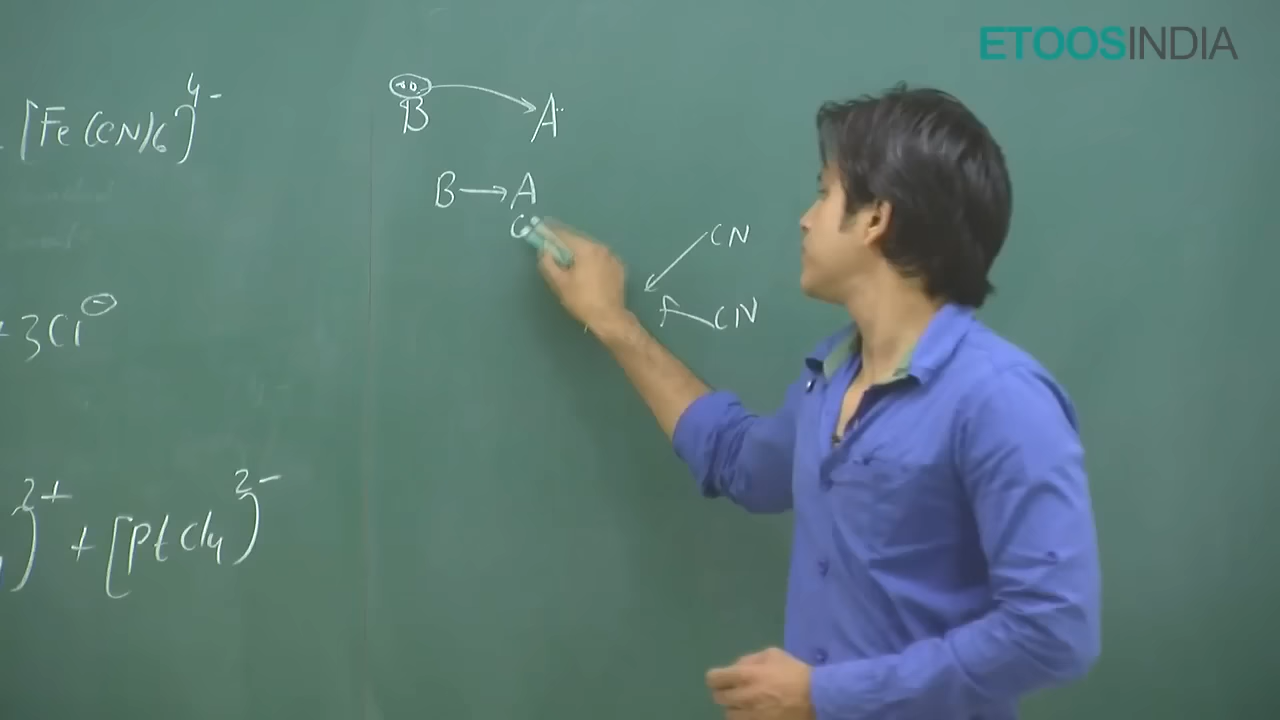 ETOOSINDIA
[Fe(CN)6]4-
B A
B → A
CN
CN
+3Cl⊖
2+ + [PtCl4)2-